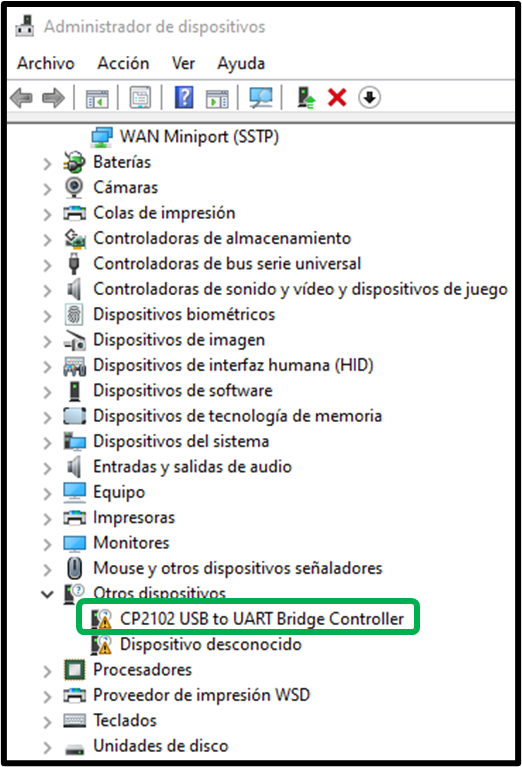 Administrador de dispositivos
Archivo Acción Ver Ayuda
WAN Miniport (SSTP)
Baterías
Cámaras
Colas de impresión
Controladoras de almacenamiento
Controladoras de bus serie universal
Controladoras de sonido y vídeo y dispositivos de juego
Dispositivos biométricos
Dispositivos de imagen
Dispositivos de interfaz humana (HID)
Dispositivos de software
Dispositivos de tecnología de memoria
Dispositivos del sistema
Entradas y salidas de audio
Equipo
Impresoras
Monitores
Mouse y otros dispositivos señaladores
Otros dispositivos
CP2102 USB to UART Bridge Controller
Dispositivo desconocido
Procesadores
Proveedor de impresión WSD
Teclados
Unidades de disco